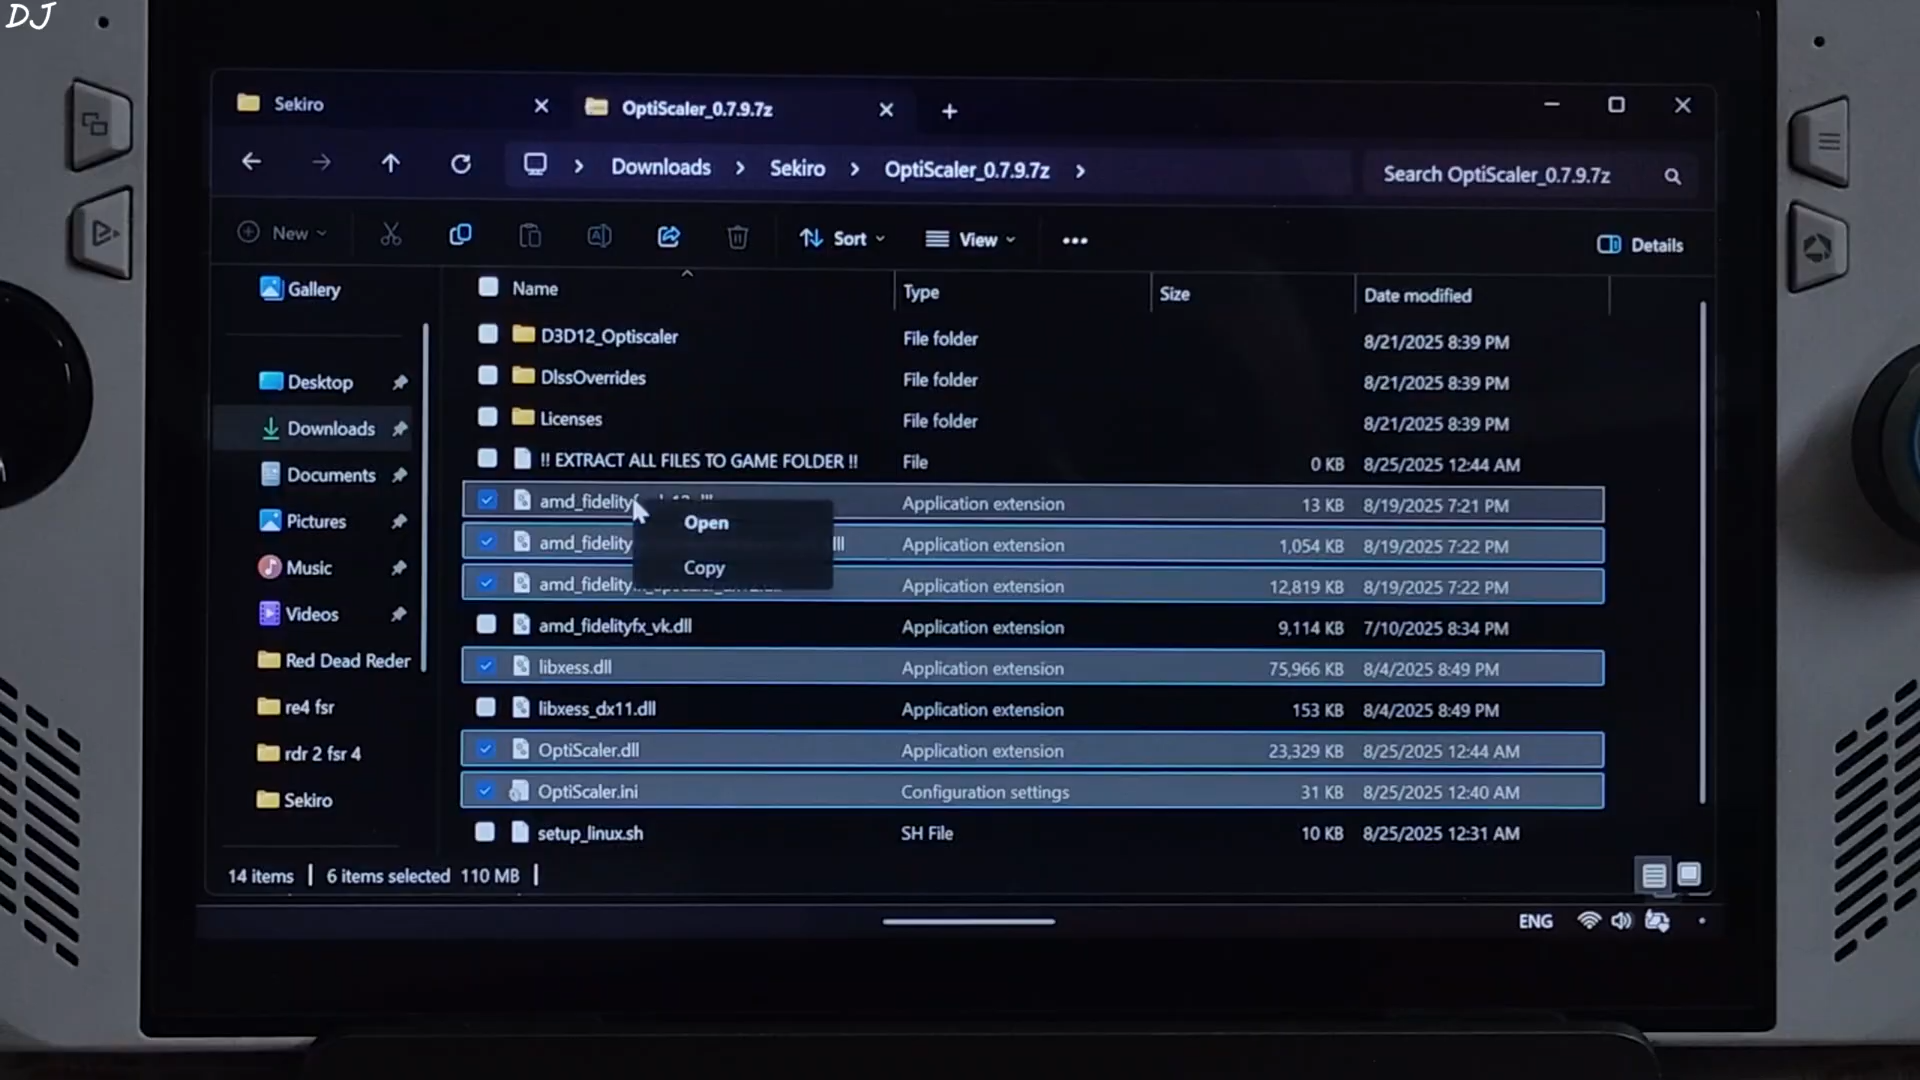 DJ
Sekiro
OptiScaler_0.7.9.7z
Downloads
Sekiro
OptiScaler_0.7.9.7z
Search OptiScaler_0.7.9.7z
New
Sort
View
Details
Gallery
Desktop
Downloads
Documents
Pictures
Music
Videos
Red Dead Reder
re4 fsr
rdr 2 fsr 4
Sekiro
Name Type Size Date modified
D3D12_Optiscaler File folder 8/21/2025 8:39 PM
DlssOverrides File folder 8/21/2025 8:39 PM
Licenses File folder 8/21/2025 8:39 PM
!! EXTRACT ALL FILES TO GAME FOLDER !! File 0 KB 8/25/2025 12:44 AM
amd_fidelityf Application extension 13 KB 8/19/2025 7:21 PM
amd_fidelity dll Application extension 1,054 KB 8/19/2025 7:22 PM
amd_fidelity Application extension 12,819 KB 8/19/2025 7:22 PM
amd_fidelityfx_vk.dll Application extension 9,114 KB 7/10/2025 8:34 PM
libxess.dll Application extension 75,966 KB 8/4/2025 8:49 PM
libxess_dx11.dll Application extension 153 KB 8/4/2025 8:49 PM
OptiScaler.dll Application extension 23,329 KB 8/25/2025 12:44 AM
OptiScaler.ini Configuration settings 31 KB 8/25/2025 12:40 AM
setup_linux.sh SH File 10 KB 8/25/2025 12:31 AM
Open
Copy
14 items 6 items selected 110 MB
ENG